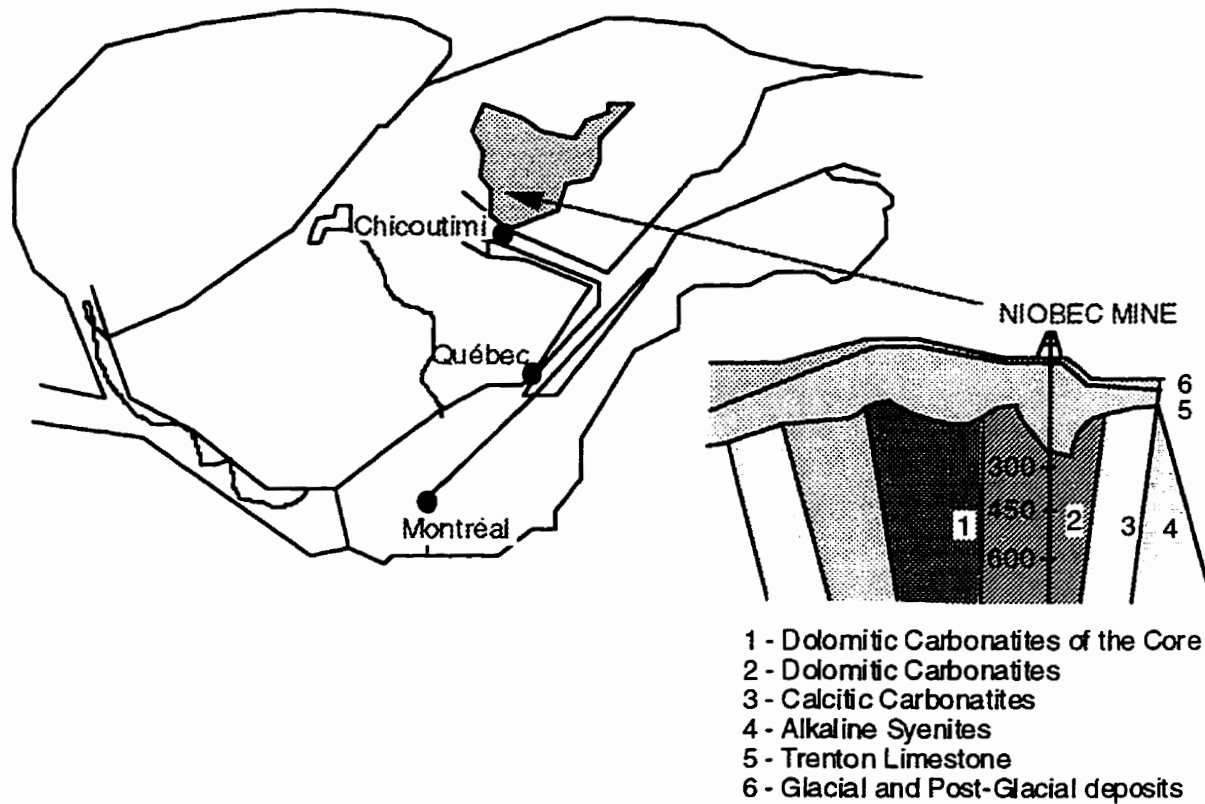 Chicoutimi
Québec
Montréal
NIOBEC MINE
6
5
300
450
600
1
2
3
4
1 - Dolomitic Carbonatites of the Core
2 - Dolomitic Carbonatites
3 - Calcitic Carbonatites
4 - Alkaline Syenites
5 - Trenton Limestone
6 - Glacial and Post-Glacial deposits